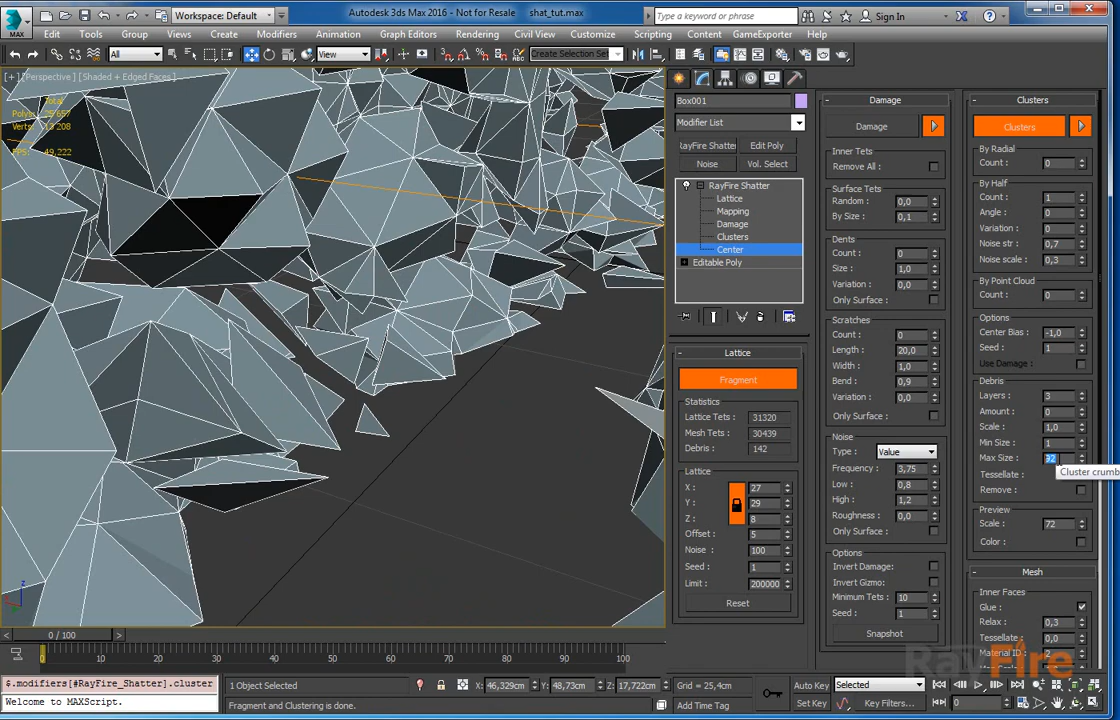 MAX
Workspace: Default
Autodesk 3ds Max 2016 - Not for Resale shat_tut.max
Type a keyword or phrase
Sign In
Edit Tools Group Views Create Modifiers Animation Graph Editors Rendering Civil View Customize Scripting Content GameExporter Help
All
View
Create Selection Set
[+] [Perspective] [Shaded + Edged Faces]
Total
Polys: 25 657
Verts: 13 208
FPS: 49,222
Box001
Modifier List
RayFire Shatter
Edit Poly
Noise
Vol. Select
RayFire Shatter
Lattice
Mapping
Damage
Clusters
Center
Editable Poly
Lattice
Fragment
Statistics
Lattice Tets : 31320
Mesh Tets : 30439
Debris : 142
Lattice
X : 27
Y : 29
Z : 8
Offset : 5
Noise : 100
Seed : 1
Limit : 200000
Reset
Damage
Damage
Inner Tets
Remove All :
Surface Tets
Random : 0,0
By Size : 0,1
Dents
Count : 0
Size : 1,0
Variation : 0,0
Only Surface :
Scratches
Count : 0
Length : 20,0
Width : 1,0
Bend : 0,9
Variation : 0,0
Only Surface :
Noise
Type : Value
Frequency : 3,75
Low : 0,8
High : 1,2
Roughness : 0,0
Only Surface :
Options
Invert Damage:
Invert Gizmo:
Minimum Tets : 10
Seed : 1
Snapshot
Clusters
Clusters
By Radial
Count : 0
By Half
Count : 1
Angle : 0
Variation : 0
Noise str : 0,7
Noise scale : 0,3
By Point Cloud
Count : 0
Options
Center Bias : -1,0
Seed : 1
Use Damage :
Debris
Layers : 3
Amount : 0
Scale : 1,0
Min Size : 1
Max Size : 32
Cluster crumb
Tessellate :
Remove :
Preview
Scale : 72
Color :
Mesh
Inner Faces
Glue :
Relax : 0,3
Tessellate : 0,0
Material ID : 2
RayFire
0 / 100
0 10 20 30 40 50 60 70 80 90 100
$.modifiers[#RayFire_Shatter].cluster
Welcome to MAXScript.
1 Object Selected
Fragment and Clustering is done.
X: 46,329cm Y: 48,73cm Z: 17,722cm
Grid = 25,4cm
Add Time Tag
Auto Key
Selected
Set Key
Key Filters...
0